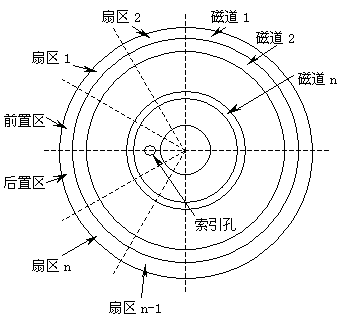 扇区 2
磁道 1
磁道 2
扇区 1
磁道 n
前置区
后置区
索引孔
扇区 n
扇区 n-1